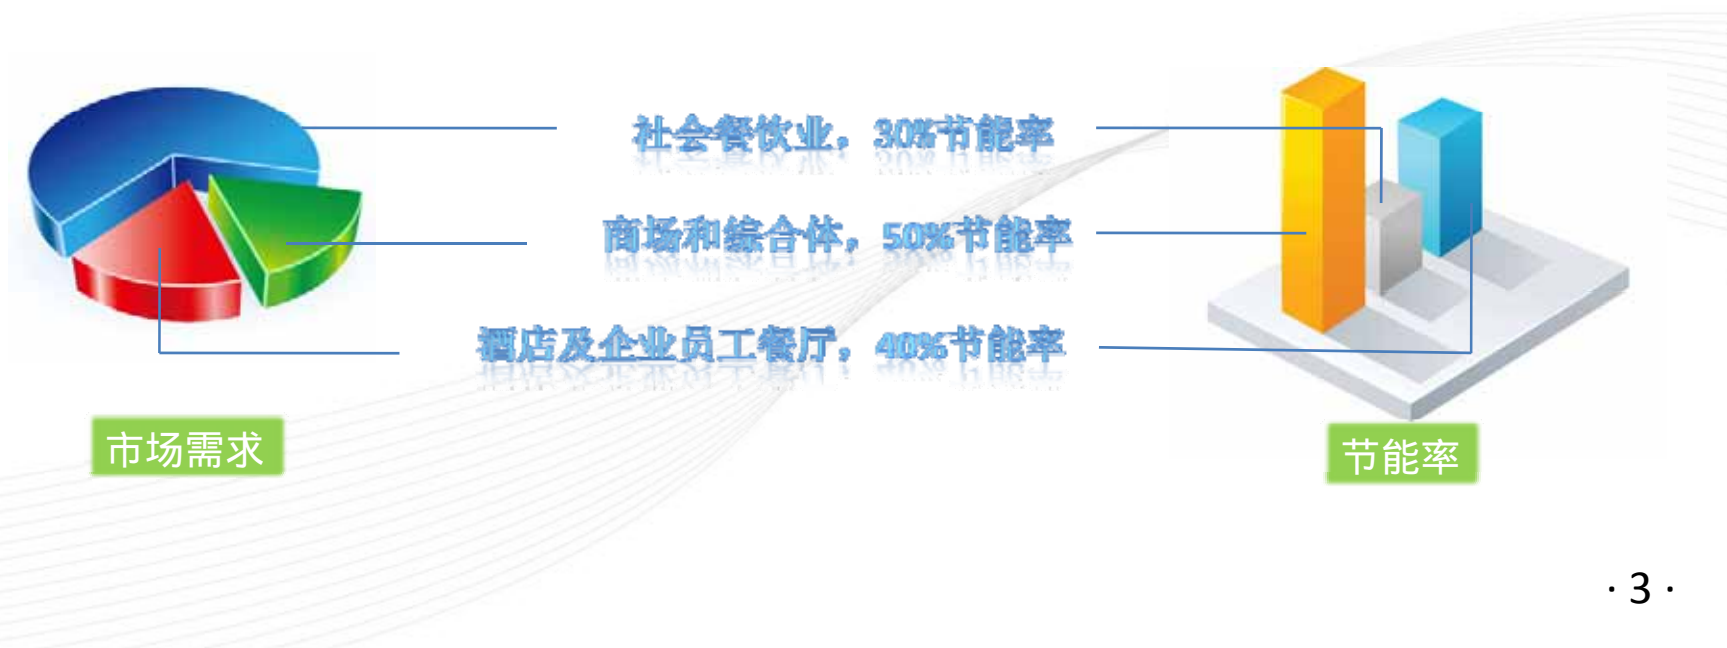 社会餐饮业，30%节能率
商场和综合体，50%节能率
酒店及企业员工餐厅，40%节能率
市场需求
节能率
·3·